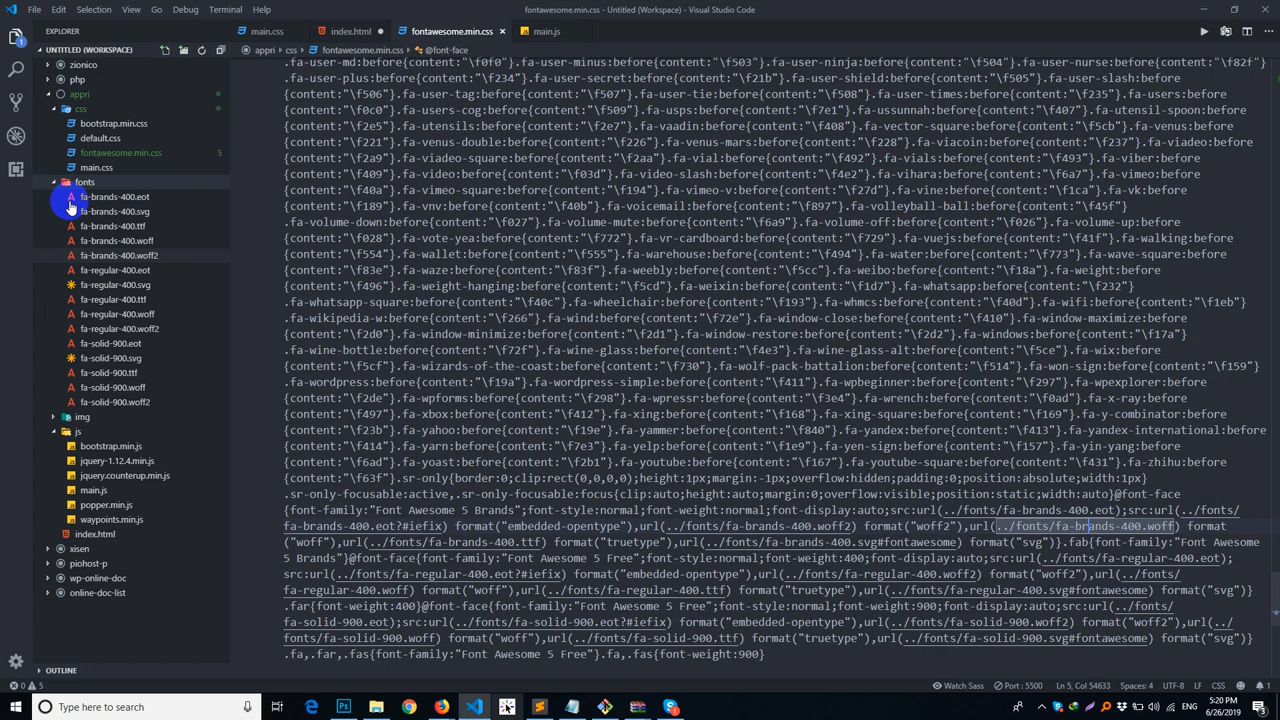 File Edit Selection View Go Debug Terminal Help
fontawesome.min.css - Untitled (Workspace) - Visual Studio Code
EXPLORER
main.css
index.html
fontawesome.min.css
main.js
UNTITLED (WORKSPACE)
appri > css > fontawesome.min.css > @font-face
zionico
php
appri
css
bootstrap.min.css
default.css
fontawesome.min.css 5
main.css
fonts
fa-brands-400.eot
fa-brands-400.svg
fa-brands-400.ttf
fa-brands-400.woff
fa-brands-400.woff2
fa-regular-400.eot
fa-regular-400.svg
fa-regular-400.ttf
fa-regular-400.woff
fa-regular-400.woff2
fa-solid-900.eot
fa-solid-900.svg
fa-solid-900.ttf
fa-solid-900.woff
fa-solid-900.woff2
img
js
bootstrap.min.js
jquery-1.12.4.min.js
jquery.counterup.min.js
main.js
popper.min.js
waypoints.min.js
index.html
xisen
piohost-p
wp-online-doc
online-doc-list
OUTLINE
.fa-user-md:before{content:"\f0f0"}.fa-user-minus:before{content:"\f503"}.fa-user-ninja:before{content:"\f504"}.fa-user-nurse:before{content:"\f82f"}
.fa-user-plus:before{content:"\f234"}.fa-user-secret:before{content:"\f21b"}.fa-user-shield:before{content:"\f505"}.fa-user-slash:before
{content:"\f506"}.fa-user-tag:before{content:"\f507"}.fa-user-tie:before{content:"\f508"}.fa-user-times:before{content:"\f235"}.fa-users:before
{content:"\f0c0"}.fa-users-cog:before{content:"\f509"}.fa-usps:before{content:"\f7e1"}.fa-ussunnah:before{content:"\f407"}.fa-utensil-spoon:before
{content:"\f2e5"}.fa-utensils:before{content:"\f2e7"}.fa-vaadin:before{content:"\f408"}.fa-vector-square:before{content:"\f5cb"}.fa-venus:before
{content:"\f221"}.fa-venus-double:before{content:"\f226"}.fa-venus-mars:before{content:"\f228"}.fa-viacoin:before{content:"\f237"}.fa-viadeo:before
{content:"\f2a9"}.fa-viadeo-square:before{content:"\f2aa"}.fa-vial:before{content:"\f492"}.fa-vials:before{content:"\f493"}.fa-viber:before
{content:"\f409"}.fa-video:before{content:"\f03d"}.fa-video-slash:before{content:"\f4e2"}.fa-vihara:before{content:"\f6a7"}.fa-vimeo:before
{content:"\f40a"}.fa-vimeo-square:before{content:"\f194"}.fa-vimeo-v:before{content:"\f27d"}.fa-vine:before{content:"\f1ca"}.fa-vk:before
{content:"\f189"}.fa-vnv:before{content:"\f40b"}.fa-voicemail:before{content:"\f897"}.fa-volleyball-ball:before{content:"\f45f"}
.fa-volume-down:before{content:"\f027"}.fa-volume-mute:before{content:"\f6a9"}.fa-volume-off:before{content:"\f026"}.fa-volume-up:before
{content:"\f028"}.fa-vote-yea:before{content:"\f772"}.fa-vr-cardboard:before{content:"\f729"}.fa-vuejs:before{content:"\f41f"}.fa-walking:before
{content:"\f554"}.fa-wallet:before{content:"\f555"}.fa-warehouse:before{content:"\f494"}.fa-water:before{content:"\f773"}.fa-wave-square:before
{content:"\f83e"}.fa-waze:before{content:"\f83f"}.fa-weebly:before{content:"\f5cc"}.fa-weibo:before{content:"\f18a"}.fa-weight:before
{content:"\f496"}.fa-weight-hanging:before{content:"\f5cd"}.fa-weixin:before{content:"\f1d7"}.fa-whatsapp:before{content:"\f232"}
.fa-whatsapp-square:before{content:"\f40c"}.fa-wheelchair:before{content:"\f193"}.fa-whmcs:before{content:"\f40d"}.fa-wifi:before{content:"\f1eb"}
.fa-wikipedia-w:before{content:"\f266"}.fa-wind:before{content:"\f72e"}.fa-window-close:before{content:"\f410"}.fa-window-maximize:before
{content:"\f2d0"}.fa-window-minimize:before{content:"\f2d1"}.fa-window-restore:before{content:"\f2d2"}.fa-windows:before{content:"\f17a"}
.fa-wine-bottle:before{content:"\f72f"}.fa-wine-glass:before{content:"\f4e3"}.fa-wine-glass-alt:before{content:"\f5ce"}.fa-wix:before
{content:"\f5cf"}.fa-wizards-of-the-coast:before{content:"\f730"}.fa-wolf-pack-battalion:before{content:"\f514"}.fa-won-sign:before{content:"\f159"}
.fa-wordpress:before{content:"\f19a"}.fa-wordpress-simple:before{content:"\f411"}.fa-wpbeginner:before{content:"\f297"}.fa-wpexplorer:before
{content:"\f2de"}.fa-wpforms:before{content:"\f298"}.fa-wpressr:before{content:"\f3e4"}.fa-wrench:before{content:"\f0ad"}.fa-x-ray:before
{content:"\f497"}.fa-xbox:before{content:"\f412"}.fa-xing:before{content:"\f168"}.fa-xing-square:before{content:"\f169"}.fa-y-combinator:before
{content:"\f23b"}.fa-yahoo:before{content:"\f19e"}.fa-yammer:before{content:"\f840"}.fa-yandex:before{content:"\f413"}.fa-yandex-international:before
{content:"\f414"}.fa-yarn:before{content:"\f7e3"}.fa-yelp:before{content:"\f1e9"}.fa-yen-sign:before{content:"\f157"}.fa-yin-yang:before
{content:"\f6ad"}.fa-yoast:before{content:"\f2b1"}.fa-youtube:before{content:"\f167"}.fa-youtube-square:before{content:"\f431"}.fa-zhihu:before
{content:"\f63f"}.sr-only{border:0;clip:rect(0,0,0,0);height:1px;margin:-1px;overflow:hidden;padding:0;position:absolute;width:1px}
.sr-only-focusable:active,.sr-only-focusable:focus{clip:auto;height:auto;margin:0;overflow:visible;position:static;width:auto}@font-face
{font-family:"Font Awesome 5 Brands";font-style:normal;font-weight:normal;font-display:auto;src:url(../fonts/fa-brands-400.eot);src:url(../fonts/
fa-brands-400.eot?#iefix) format("embedded-opentype"),url(../fonts/fa-brands-400.woff2) format("woff2"),url(../fonts/fa-brands-400.woff) format
("woff"),url(../fonts/fa-brands-400.ttf) format("truetype"),url(../fonts/fa-brands-400.svg#fontawesome) format("svg")}.fab{font-family:"Font Awesome
5 Brands"}@font-face{font-family:"Font Awesome 5 Free";font-style:normal;font-weight:400;font-display:auto;src:url(../fonts/fa-regular-400.eot);
src:url(../fonts/fa-regular-400.eot?#iefix) format("embedded-opentype"),url(../fonts/fa-regular-400.woff2) format("woff2"),url(../fonts/
fa-regular-400.woff) format("woff"),url(../fonts/fa-regular-400.ttf) format("truetype"),url(../fonts/fa-regular-400.svg#fontawesome) format("svg")}
.far{font-weight:400}@font-face{font-family:"Font Awesome 5 Free";font-style:normal;font-weight:900;font-display:auto;src:url(../fonts/
fa-solid-900.eot);src:url(../fonts/fa-solid-900.eot?#iefix) format("embedded-opentype"),url(../fonts/fa-solid-900.woff2) format("woff2"),url(../
fonts/fa-solid-900.woff) format("woff"),url(../fonts/fa-solid-900.ttf) format("truetype"),url(../fonts/fa-solid-900.svg#fontawesome) format("svg")}
.fa,.far,.fas{font-family:"Font Awesome 5 Free"}.fa,.fas{font-weight:900}
0 5
Watch Sass Port : 5500 Ln 5, Col 54633 Spaces: 4 UTF-8 LF CSS 1
Type here to search
ENG
5:20 PM
6/26/2019
3